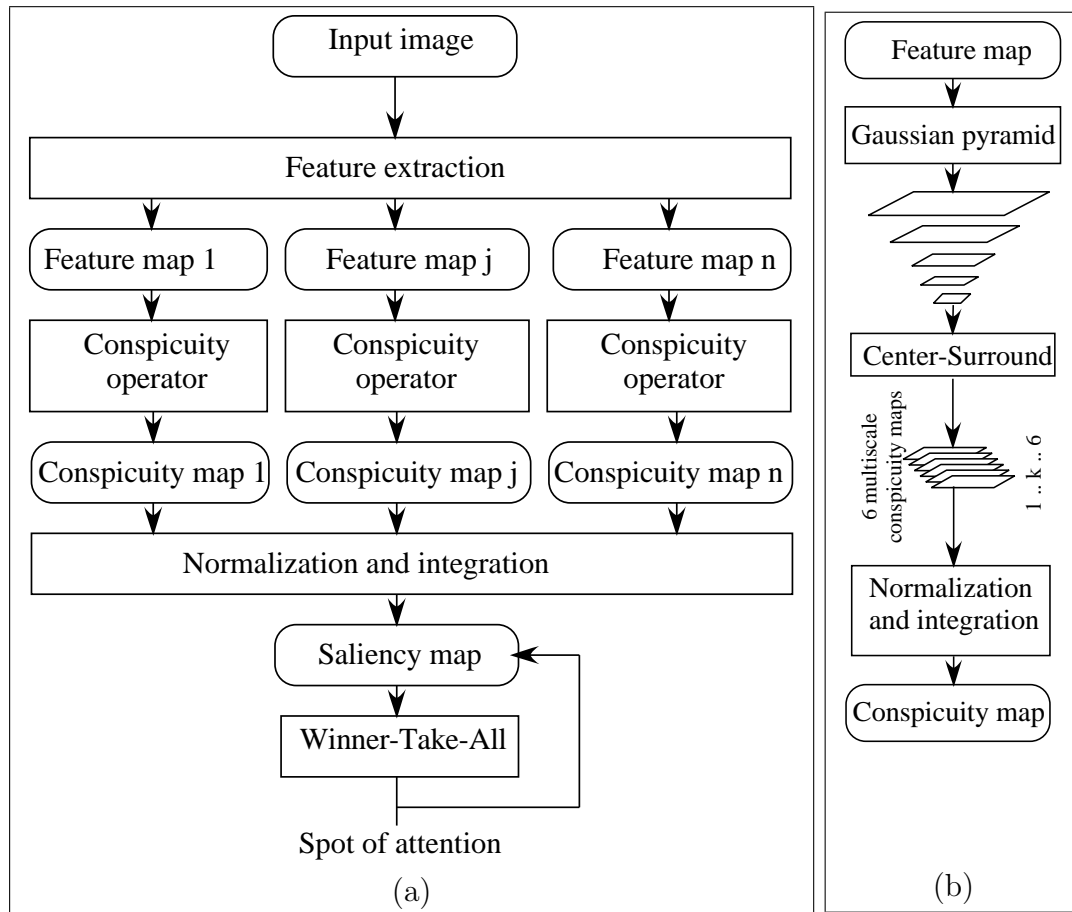 Input image
Feature extraction
Feature map 1
Feature map j
Feature map n
Conspicuity
operator
Conspicuity
operator
Conspicuity
operator
Conspicuity map 1
Conspicuity map j
Conspicuity map n
Normalization and integration
Saliency map
Winner-Take-All
Spot of attention
(a)
Feature map
Gaussian pyramid
Center-Surround
6 multiscale
conspicuity maps
1 .. k .. 6
Normalization
and integration
Conspicuity map
(b)